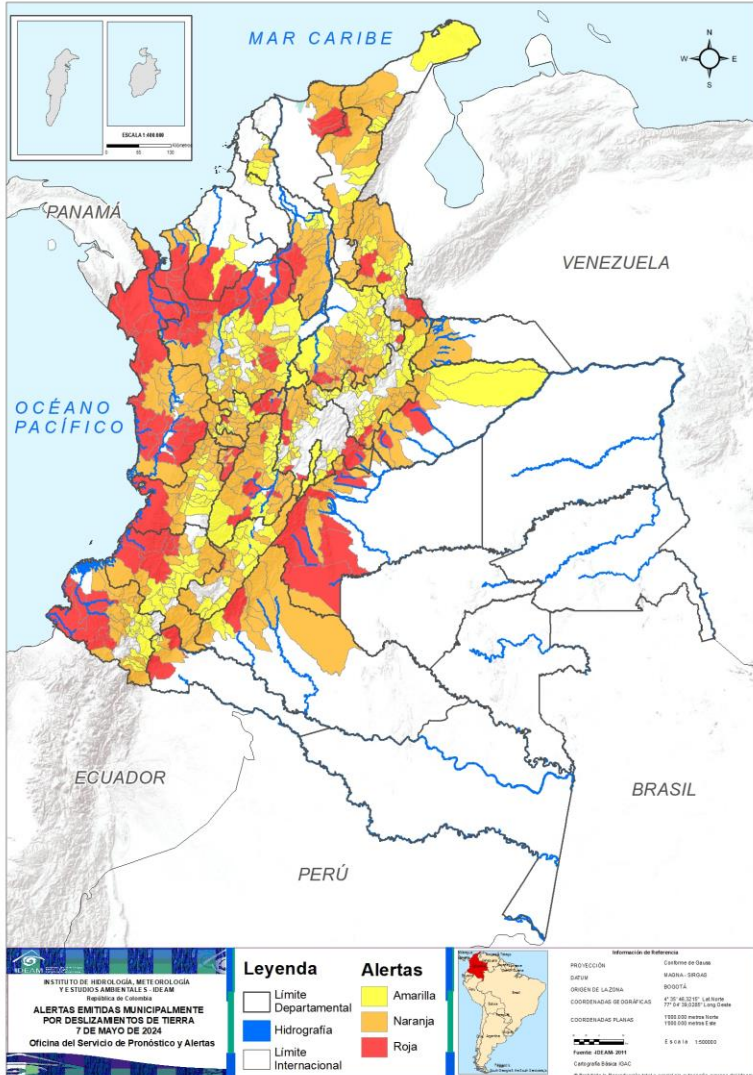 MAR CARIBE
N
W
E
S
ESCALA 1:400.000
PANAMÁ
VENEZUELA
OCÉANO
PACÍFICO
ECUADOR
BRASIL
PERÚ
IDEAM
INSTITUTO DE HIDROLOGÍA, METEOROLOGÍA
Y ESTUDIOS AMBIENTALES - IDEAM
República de Colombia
ALERTAS EMITIDAS MUNICIPALMENTE
POR DESLIZAMIENTOS DE TIERRA
7 DE MAYO DE 2024
Oficina del Servicio de Pronóstico y Alertas
Leyenda
Límite
Departamental
Hidrografía
Límite
Internacional
Alertas
Amarilla
Naranja
Roja
Información de Referencia
PROYECCIÓN
Conforme de Gauss
DATUM
MAGNA - SIRGAS
ORIGEN DE LA ZONA
BOGOTÁ
COORDENADAS GEOGRÁFICAS
COORDENADAS PLANAS
1'000.000 metros Norte
1'000.000 metros Este
Escala
Fuente: IDEAM-2011
Cartografía Básica: IGAC